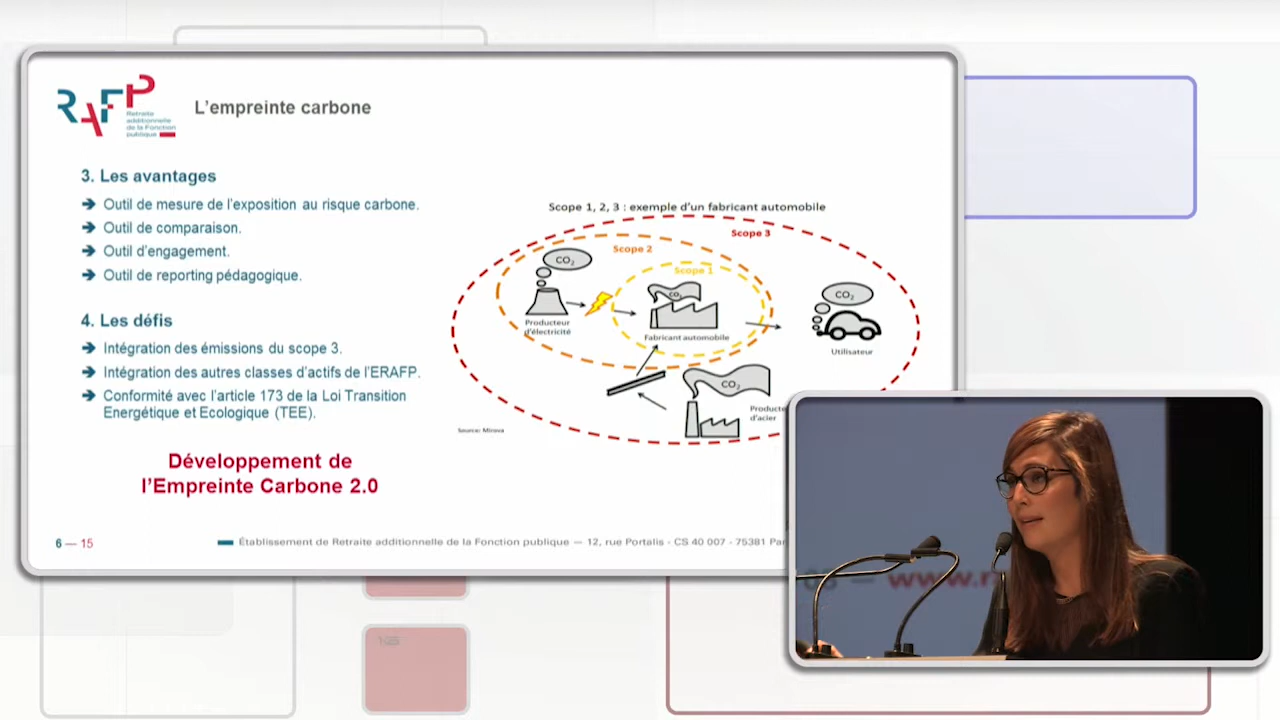 RAFP
Retraite
additionnelle
de la Fonction
publique
L'empreinte carbone
3. Les avantages
Outil de mesure de l'exposition au risque carbone.
Outil de comparaison.
Outil d'engagement.
Outil de reporting pédagogique.
4. Les défis
Intégration des émissions du scope 3.
Intégration des autres classes d'actifs de l'ERAFP.
Conformité avec l'article 173 de la Loi Transition
Energétique et Ecologique (TEE).
Développement de
l'Empreinte Carbone 2.0
Scope 1, 2, 3 : exemple d'un fabricant automobile
Scope 3
Scope 2
Scope 1
CO2
CO2
CO2
Producteur
d'électricité
Fabricant automobile
Utilisateur
CO2
d'acier
Source: Mirova
6 — 15
Établissement de Retraite additionnelle de la Fonction publique — 12, rue Portalis - CS 40 007 - 75381